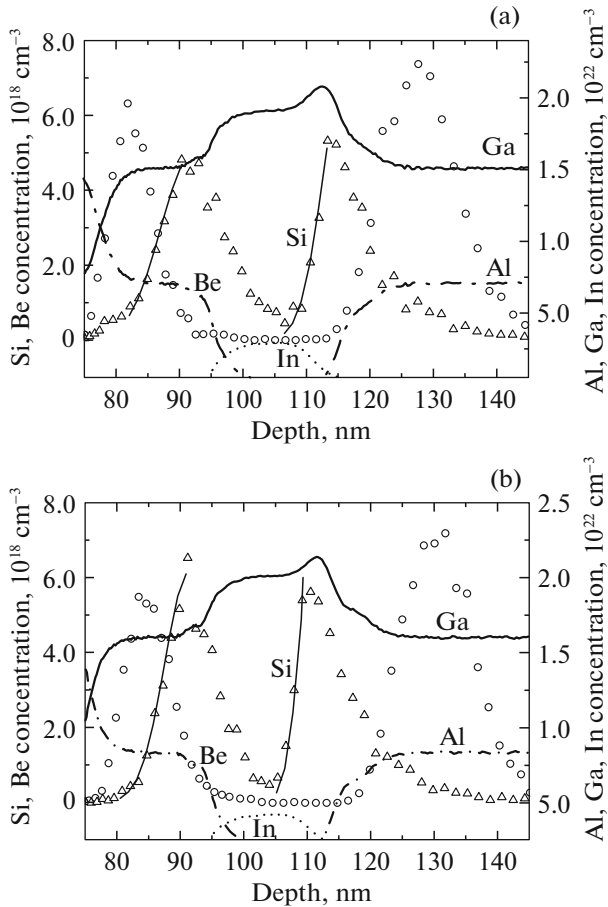 (a)
Si, Be concentration, 10¹⁸ cm⁻³
8.0
6.0
4.0
2.0
0
Al, Ga, In concentration, 10²² cm⁻³
2.5
2.0
1.5
1.0
5.0
Ga
Si
Be
Al
In
80 90 100 110 120 130 140
Depth, nm
(b)
Si, Be concentration, 10¹⁸ cm⁻³
8.0
6.0
4.0
2.0
0
Al, Ga, In concentration, 10²² cm⁻³
2.5
2.0
1.5
1.0
5.0
Ga
Si
Be
Al
In
80 90 100 110 120 130 140
Depth, nm